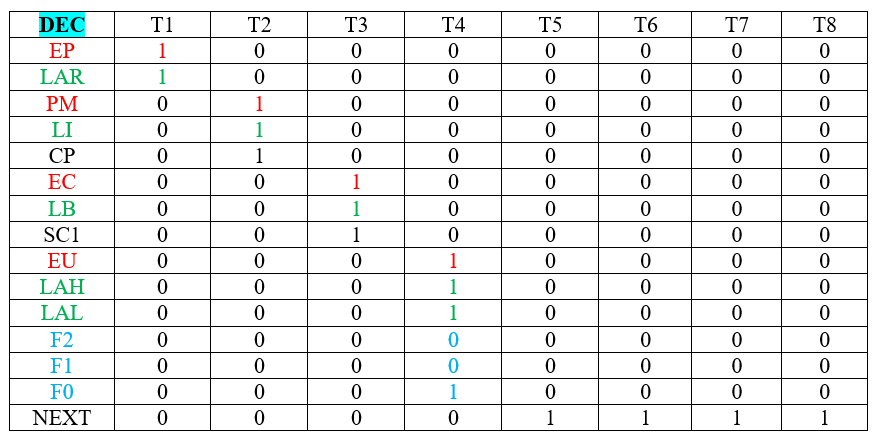 DEC T1 T2 T3 T4 T5 T6 T7 T8
EP 1 0 0 0 0 0 0 0
LAR 1 0 0 0 0 0 0 0
PM 0 1 0 0 0 0 0 0
LI 0 1 0 0 0 0 0 0
CP 0 1 0 0 0 0 0 0
EC 0 0 1 0 0 0 0 0
LB 0 0 1 0 0 0 0 0
SC1 0 0 1 0 0 0 0 0
EU 0 0 0 1 0 0 0 0
LAH 0 0 0 1 0 0 0 0
LAL 0 0 0 1 0 0 0 0
F2 0 0 0 0 0 0 0 0
F1 0 0 0 0 0 0 0 0
F0 0 0 0 1 0 0 0 0
NEXT 0 0 0 0 1 1 1 1